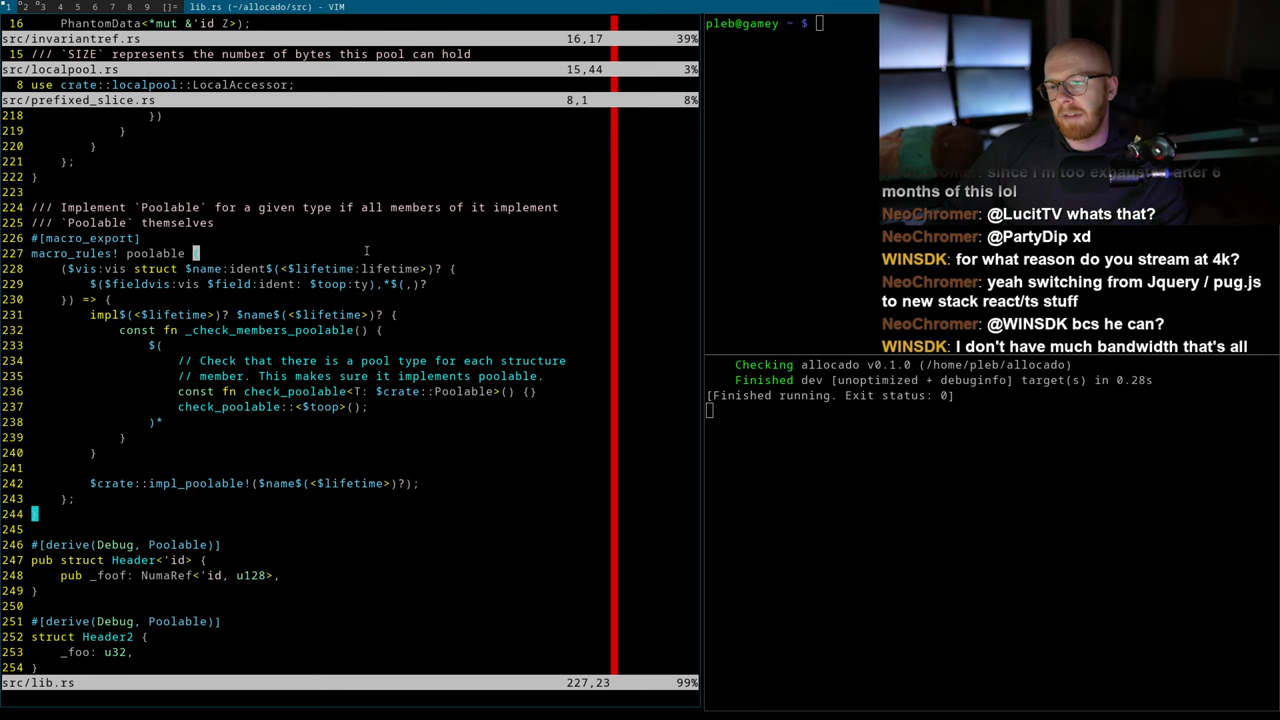 1 2 3 4 5 6 7 8 9 []= lib.rs (~/allocado/src) - VIM
16     PhantomData<*mut &'id Z>);
src/invariantref.rs 16,17 39%
15 /// `SIZE` represents the number of bytes this pool can hold
src/localpool.rs 15,44 3%
8 use crate::localpool::LocalAccessor;
src/prefixed_slice.rs 8,1 8%
218                 })
219             }
220         }
221     };
222 }
223
224 /// Implement `Poolable` for a given type if all members of it implement
225 /// `Poolable` themselves
226 #[macro_export]
227 macro_rules! poolable {
228     ($vis:vis struct $name:ident$(<$lifetime:lifetime>)? {
229         $($fieldvis:vis $field:ident: $toop:ty),*$(,)?
230     }) => {
231         impl$(<$lifetime>)? $name$(<$lifetime>)? {
232             const fn _check_members_poolable() {
233                 $(
234                     // Check that there is a pool type for each structure
235                     // member. This makes sure it implements poolable.
236                     const fn check_poolable<T: $crate::Poolable>() {}
237                     check_poolable::<$toop>();
238                 )*
239             }
240         }
241
242         $crate::impl_poolable!($name$(<$lifetime>)?);
243     };
244 }
245
246 #[derive(Debug, Poolable)]
247 pub struct Header<'id> {
248     pub _foof: NumaRef<'id, u128>,
249 }
250
251 #[derive(Debug, Poolable)]
252 struct Header2 {
253     _foo: u32,
254 }
src/lib.rs 227,23 99%
pleb@gamey ~ $
Checking allocado v0.1.0 (/home/pleb/allocado)
Finished dev [unoptimized + debuginfo] target(s) in 0.28s
[Finished running. Exit status: 0]
NeoChromer: since I'm too exhausted after 6
months of this lol
NeoChromer: @LucitTV whats that?
NeoChromer: @PartyDip xd
WINSDK: for what reason do you stream at 4k?
NeoChromer: yeah switching from Jquery / pug.js
to new stack react/ts stuff
NeoChromer: @WINSDK bcs he can?
WINSDK: I don't have much bandwidth that's all